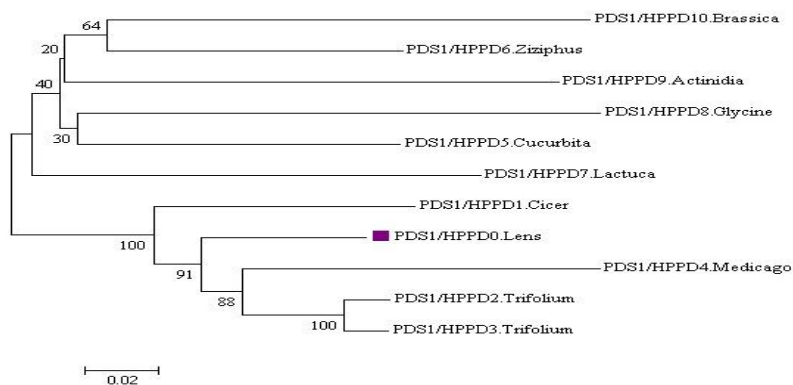 PDS1/HPPD10.Brassica
64
PDS1/HPPD6.Ziziphus
20
PDS1/HPPD9.Actinidia
40
PDS1/HPPD8.Glycine
30
PDS1/HPPD5.Cucurbita
PDS1/HPPD7.Lactuca
PDS1/HPPD1.Cicer
100
PDS1/HPPD0.Lens
91
PDS1/HPPD4.Medicago
88
PDS1/HPPD2.Trifolium
100
PDS1/HPPD3.Trifolium
0.02